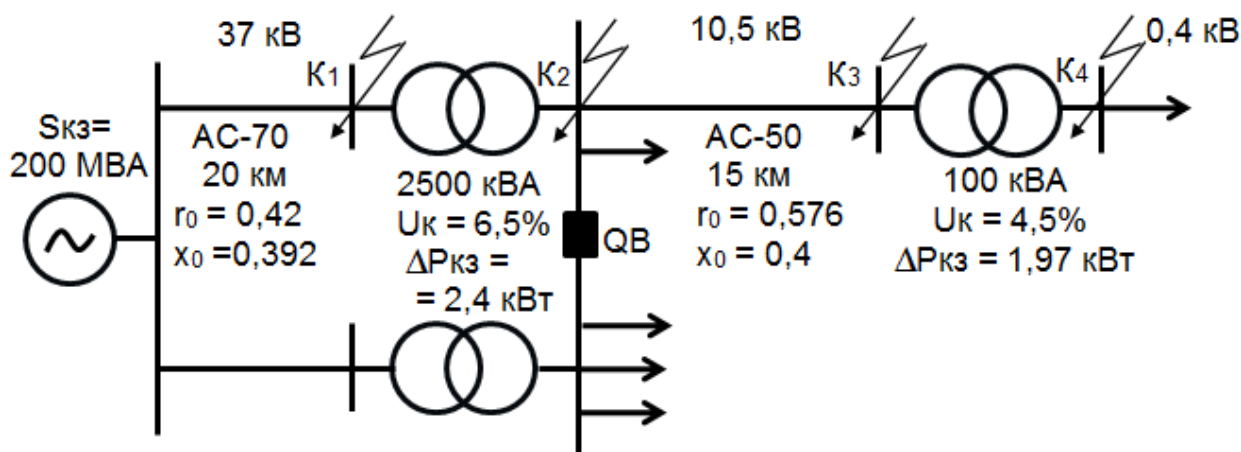 37 кВ
10,5 кВ
0,4 кВ
К1
К2
К3
К4
Sкз=
200 МВА
АС-70
20 км
r0 = 0,42
x0 =0,392
2500 кВА
Uк = 6,5%
ΔPкз =
= 2,4 кВт
QB
АС-50
15 км
r0 = 0,576
x0 = 0,4
100 кВА
Uк = 4,5%
ΔPкз = 1,97 кВт